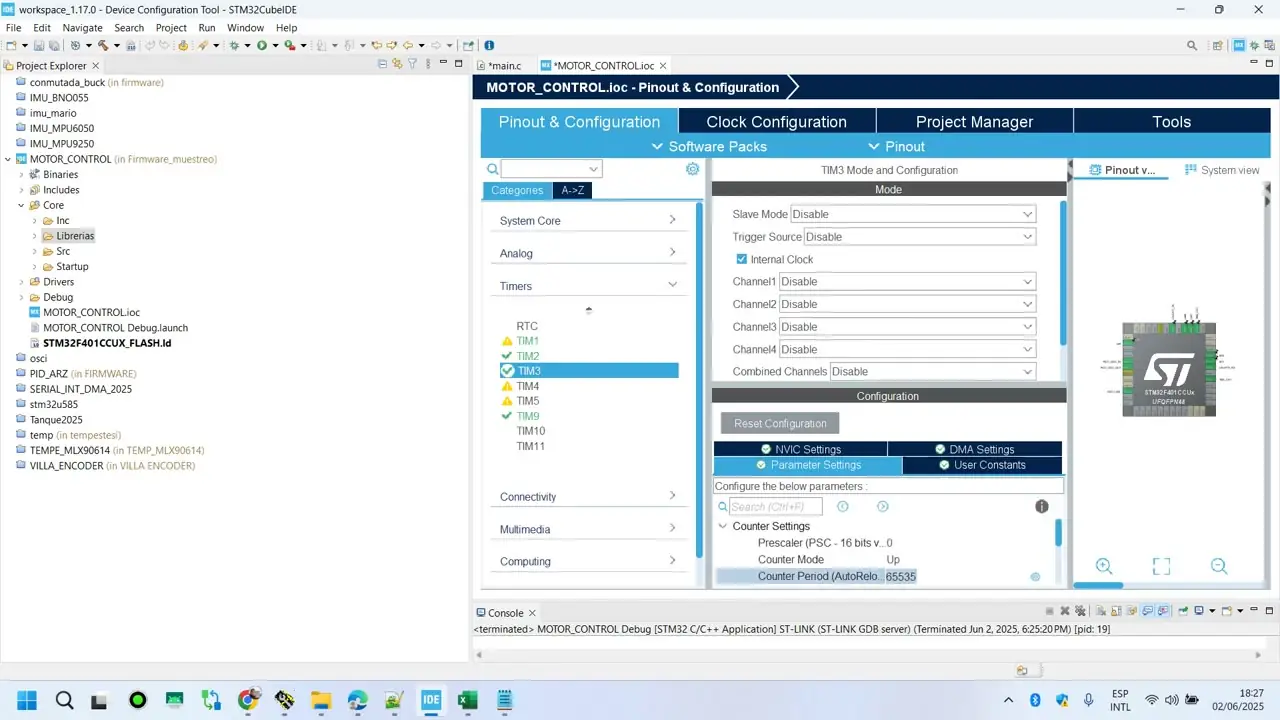 workspace_1.17.0 - Device Configuration Tool - STM32CubeIDE
File Edit Navigate Search Project Run Window Help
Project Explorer
conmutada_buck (in firmware)
IMU_BNO055
imu_mario
IMU_MPU6050
IMU_MPU9250
MOTOR_CONTROL (in Firmware_muestreo)
Binaries
Includes
Core
Inc
Librerias
Src
Startup
Drivers
Debug
MOTOR_CONTROL.ioc
MOTOR_CONTROL Debug.launch
STM32F401CCUX_FLASH.ld
osci
PID_ARZ (in FIRMWARE)
SERIAL_INT_DMA_2025
stm32u585
Tanque2025
temp (in tempestesi)
TEMPE_MLX90614 (in TEMP_MLX90614)
VILLA_ENCODER (in VILLA ENCODER)
*main.c *MOTOR_CONTROL.ioc
MOTOR_CONTROL.ioc - Pinout & Configuration
Pinout & Configuration Clock Configuration Project Manager Tools
Software Packs Pinout
Categories A->Z
System Core
Analog
Timers
RTC
TIM1
TIM2
TIM3
TIM4
TIM5
TIM9
TIM10
TIM11
Connectivity
Multimedia
Computing
TIM3 Mode and Configuration
Mode
Slave Mode Disable
Trigger Source Disable
Internal Clock
Channel1 Disable
Channel2 Disable
Channel3 Disable
Channel4 Disable
Combined Channels Disable
Configuration
Reset Configuration
NVIC Settings DMA Settings
Parameter Settings User Constants
Configure the below parameters :
Search (Ctrl+F)
Counter Settings
Prescaler (PSC - 16 bits v... 0
Counter Mode Up
Counter Period (AutoRelo... 65535
Pinout v... System view
STM32F401CCUx
UFQFPN48
Console
<terminated> MOTOR_CONTROL Debug [STM32 C/C++ Application] ST-LINK (ST-LINK GDB server) (Terminated Jun 2, 2025, 6:25:20 PM) [pid: 19]
IDE
ESP
INTL
18:27
02/06/2025